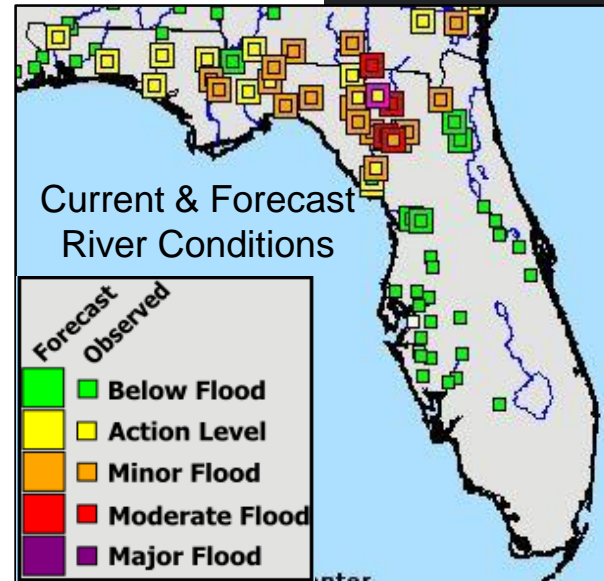 Current & Forecast
River Conditions
Forecast
Observed
Below Flood
Action Level
Minor Flood
Moderate Flood
Major Flood